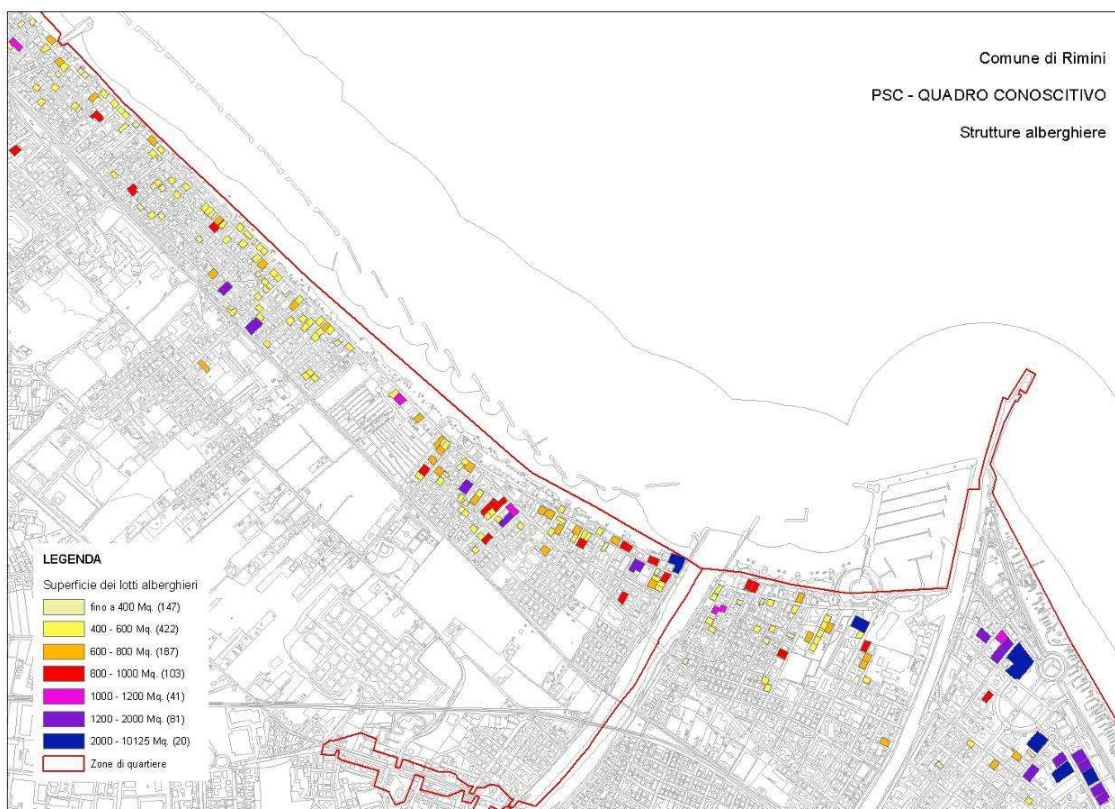 Comune di Rimini
PSC - QUADRO CONOSCITIVO
Strutture alberghiere
LEGENDA
Superficie dei lotti alberghieri
fino a 400 Mq. (147)
400 - 600 Mq. (422)
600 - 800 Mq. (187)
800 - 1000 Mq. (103)
1000 - 1200 Mq. (41)
1200 - 2000 Mq. (81)
2000 - 10125 Mq. (20)
Zone di quartiere